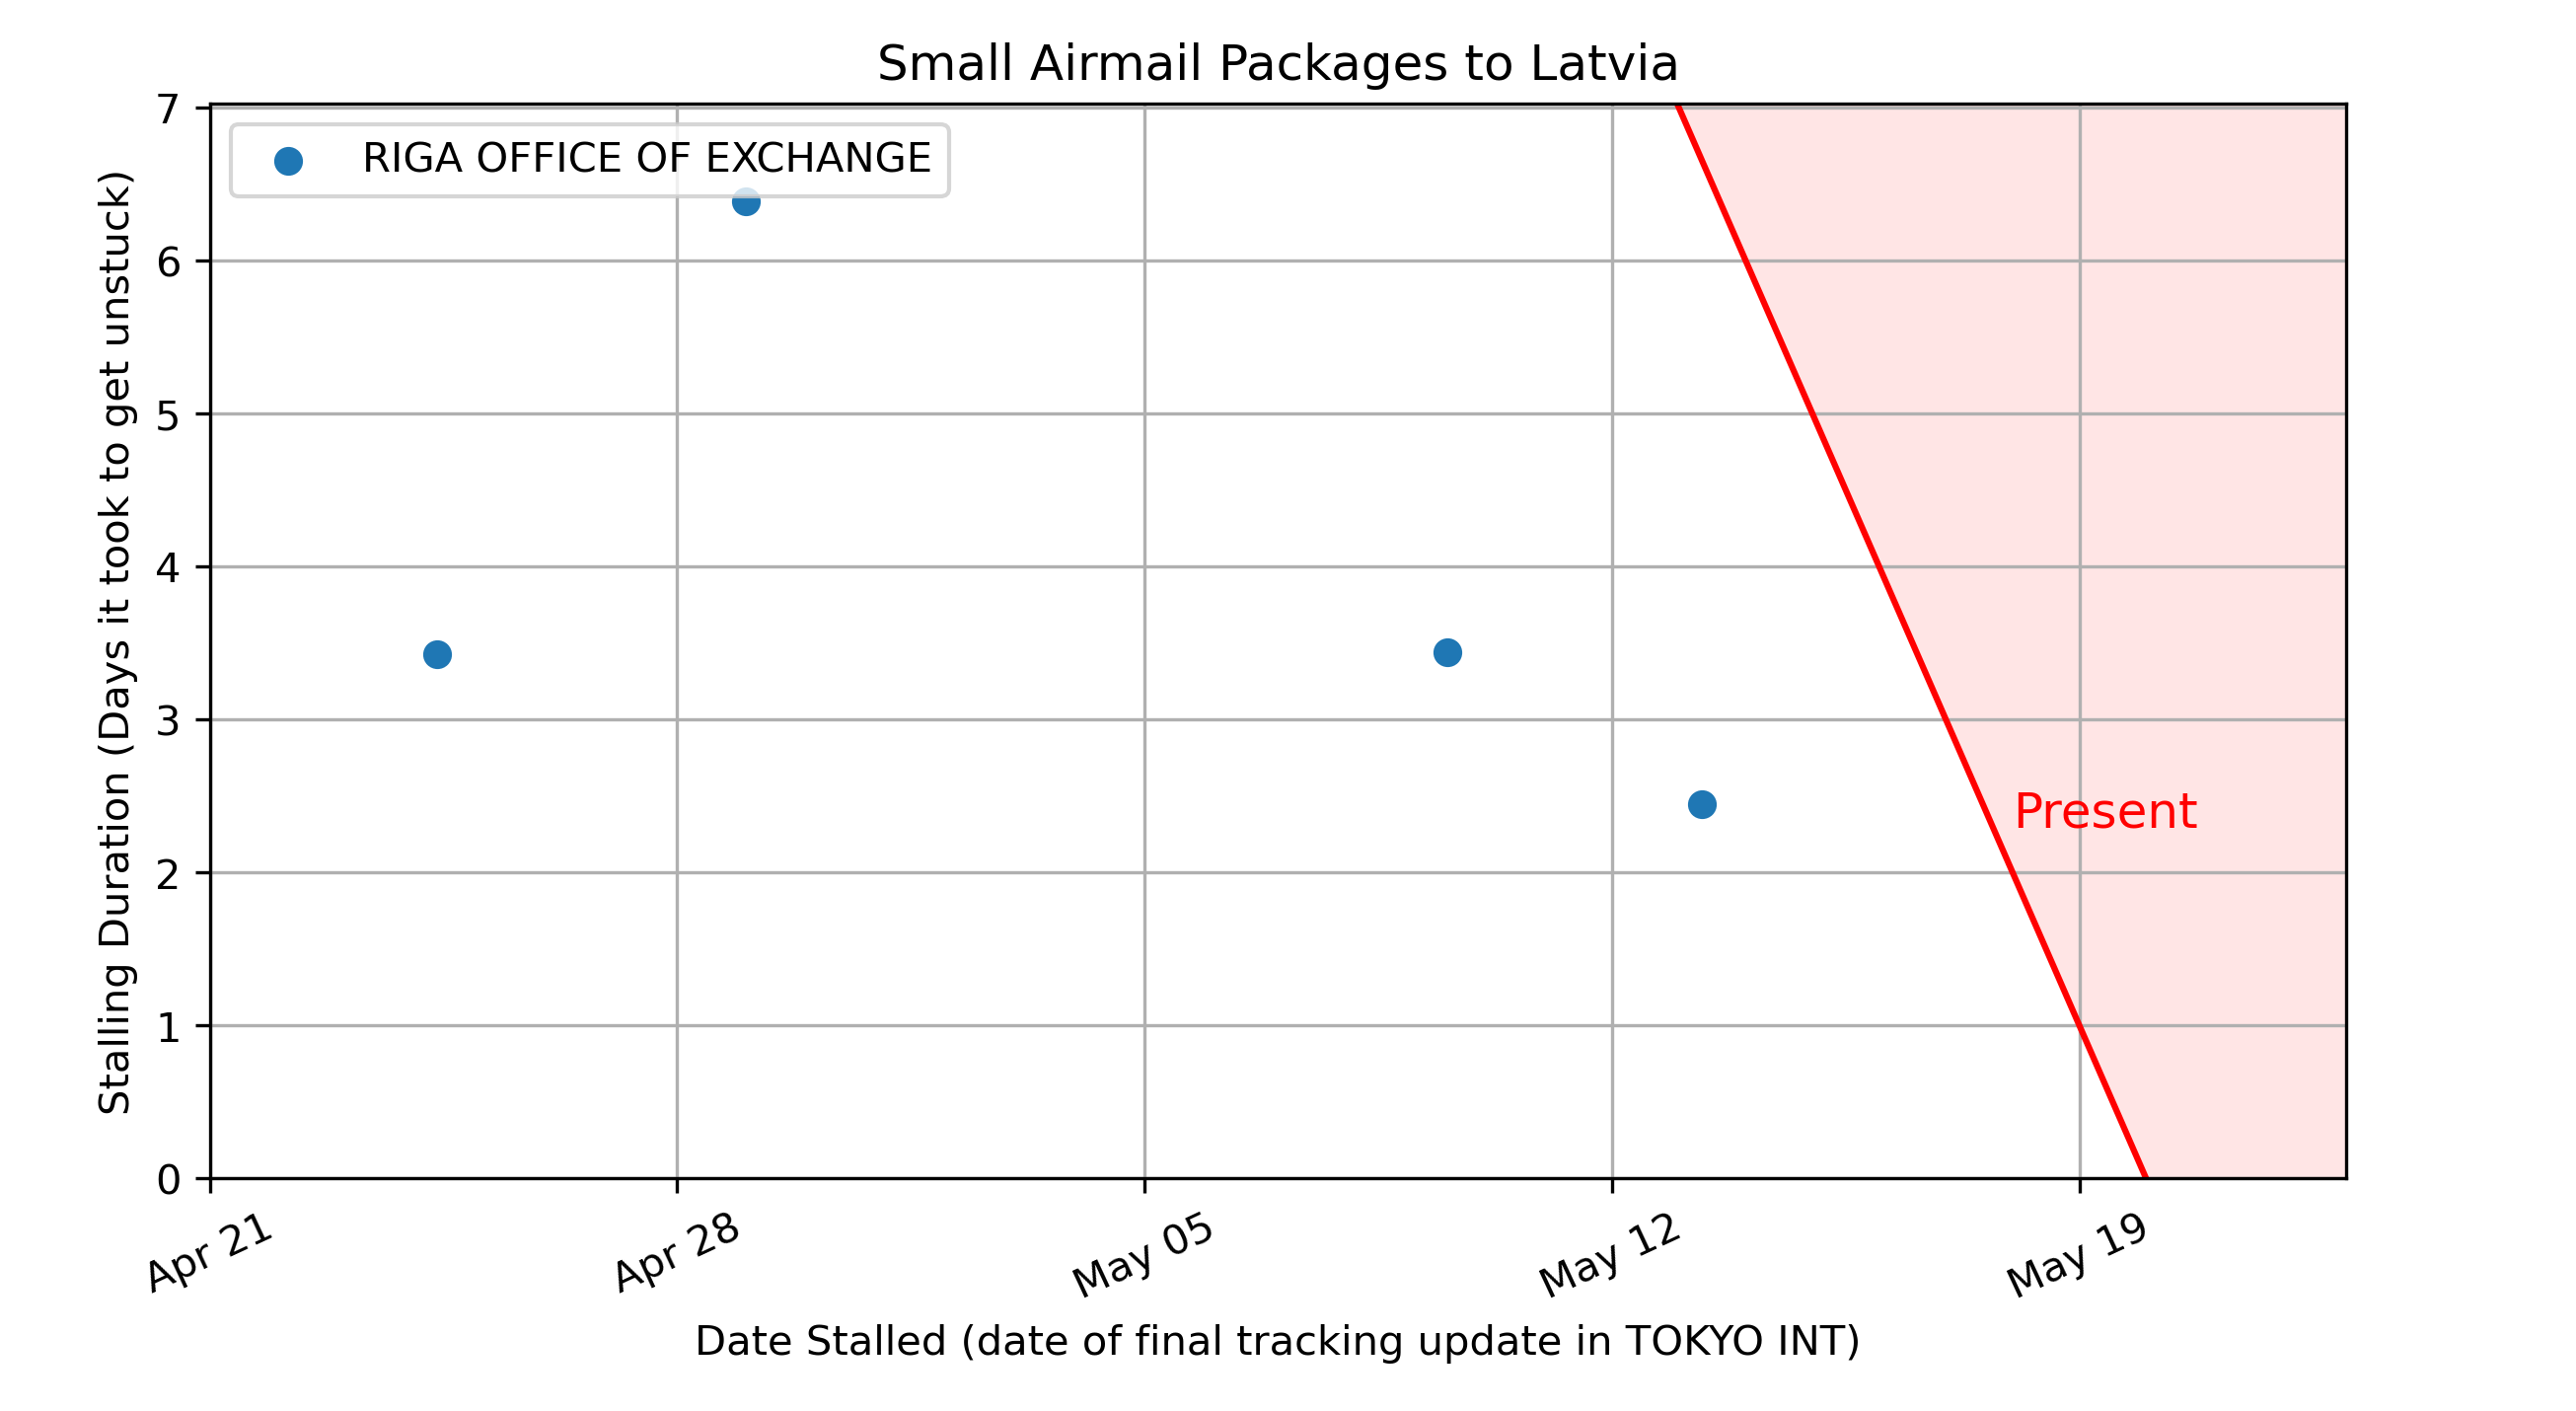 Small Airmail Packages to Latvia
RIGA OFFICE OF EXCHANGE
Stalling Duration (Days it took to get unstuck)
7
6
5
4
3
2
1
0
Present
Apr 21
Apr 28
May 05
May 12
May 19
Date Stalled (date of final tracking update in TOKYO INT)